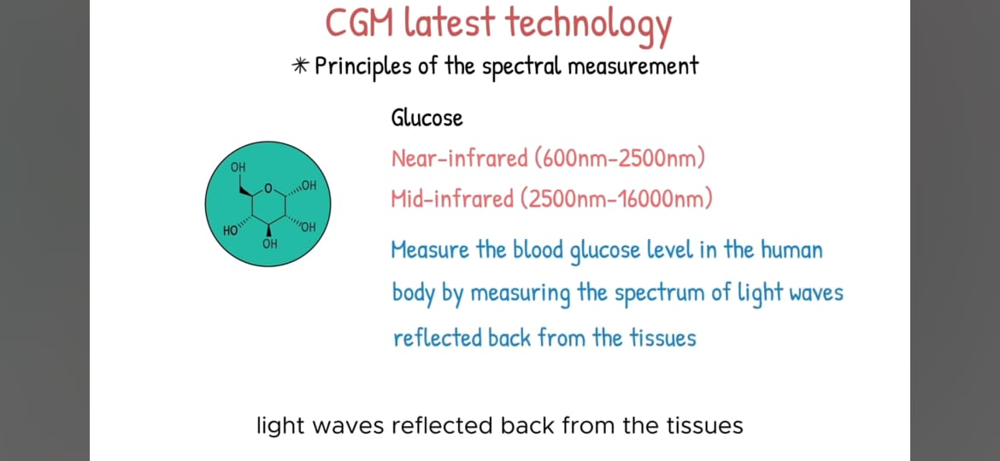 CGM latest technology
* Principles of the spectral measurement
Glucose
Near-infrared (600nm-2500nm)
Mid-infrared (2500nm-16000nm)
OH
O
OH
HO
OH
OH
Measure the blood glucose level in the human
body by measuring the spectrum of light waves
reflected back from the tissues
light waves reflected back from the tissues